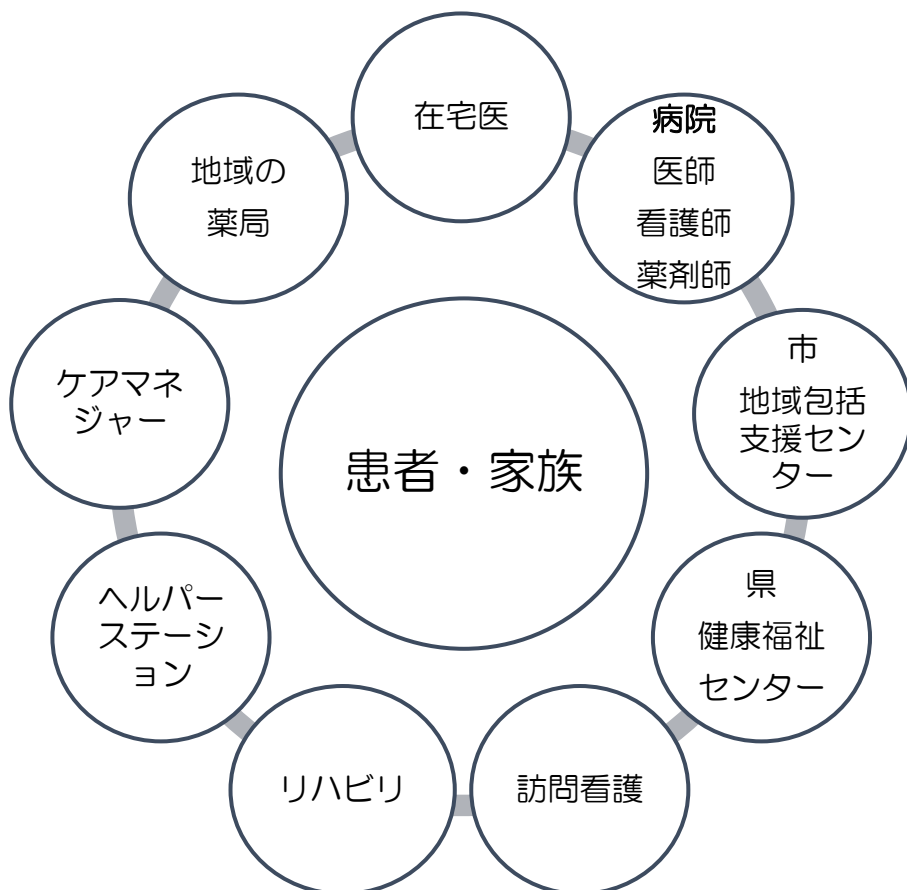 在宅医
病院
医師
看護師
薬剤師
市
地域包括
支援セン
ター
県
健康福祉
センター
訪問看護
リハビリ
ヘルパー
ステーシ
ョン
ケアマネ
ジャー
地域の
薬局
患者・家族